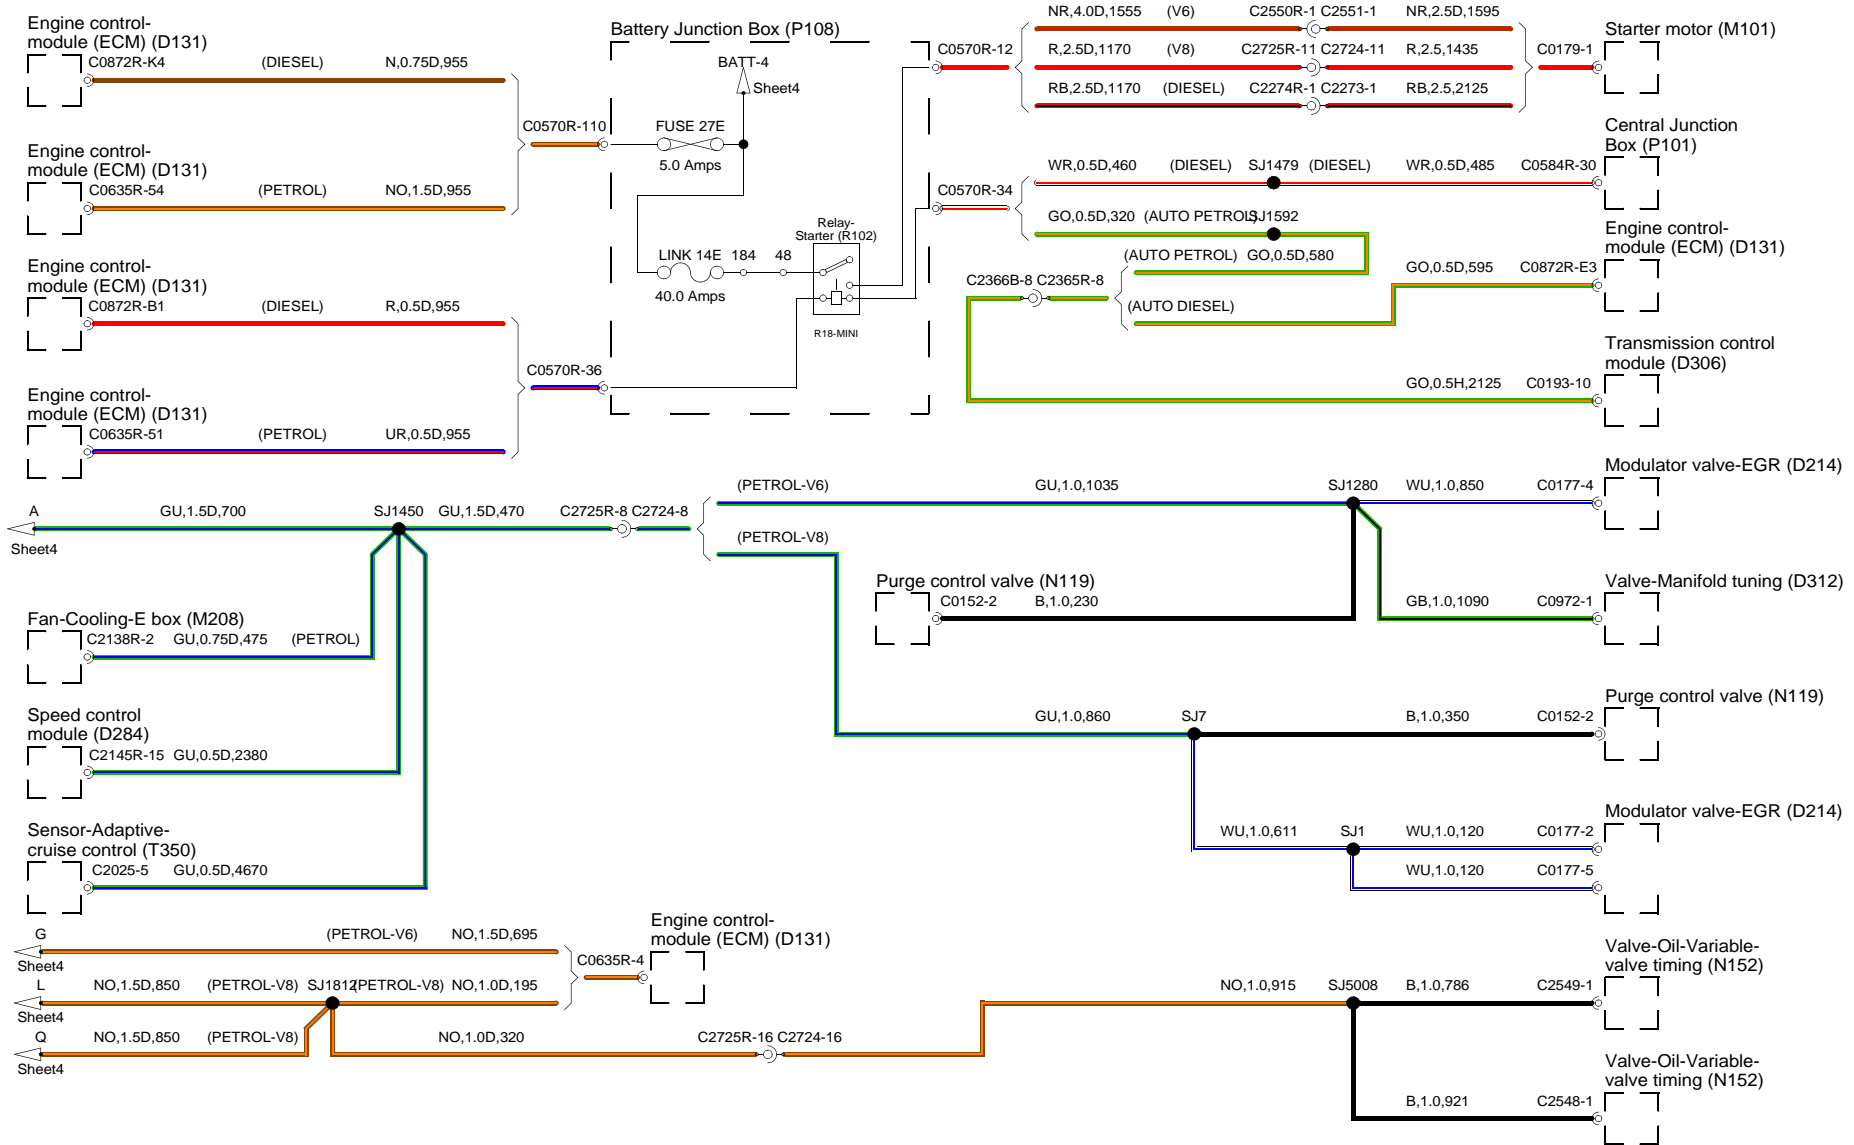 Engine control-
module (ECM) (D131)
C0872R-K4 (DIESEL) N,0.75D,955
Engine control-
module (ECM) (D131)
C0635R-54 (PETROL) NO,1.5D,955
C0570R-110
Engine control-
module (ECM) (D131)
C0872R-B1 (DIESEL) R,0.5D,955
Engine control-
module (ECM) (D131)
C0635R-51 (PETROL) UR,0.5D,955
C0570R-36
Battery Junction Box (P108)
BATT-4
Sheet4
FUSE 27E
5.0 Amps
Relay-
Starter (R102)
LINK 14E 184 48
40.0 Amps
R18-MINI
C0570R-12
NR,4.0D,1555 (V6) C2550R-1 C2551-1 NR,2.5D,1595
R,2.5D,1170 (V8) C2725R-11 C2724-11 R,2.5,1435
RB,2.5D,1170 (DIESEL) C2274R-1 C2273-1 RB,2.5,2125
C0179-1
Starter motor (M101)
Central Junction
Box (P101)
C0570R-34
WR,0.5D,460 (DIESEL) SJ1479 (DIESEL) WR,0.5D,485 C0584R-30
GO,0.5D,320 (AUTO PETROL) SJ1592
Engine control-
module (ECM) (D131)
(AUTO PETROL) GO,0.5D,580
GO,0.5D,595 C0872R-E3
C2366B-8 C2365R-8
(AUTO DIESEL)
Transmission control
module (D306)
GO,0.5H,2125 C0193-10
Modulator valve-EGR (D214)
(PETROL-V6) GU,1.0,1035 SJ1280 WU,1.0,850 C0177-4
A GU,1.5D,700 SJ1450 GU,1.5D,470 C2725R-8 C2724-8
Sheet4
(PETROL-V8)
Purge control valve (N119)
C0152-2 B,1.0,230
Valve-Manifold tuning (D312)
GB,1.0,1090 C0972-1
Fan-Cooling-E box (M208)
C2138R-2 GU,0.75D,475 (PETROL)
Speed control
module (D284)
C2145R-15 GU,0.5D,2380
Purge control valve (N119)
GU,1.0,860 SJ7 B,1.0,350 C0152-2
Sensor-Adaptive-
cruise control (T350)
C2025-5 GU,0.5D,4670
Modulator valve-EGR (D214)
WU,1.0,611 SJ1 WU,1.0,120 C0177-2
WU,1.0,120 C0177-5
Engine control-
module (ECM) (D131)
G (PETROL-V6) NO,1.5D,695
Sheet4
C0635R-4
L NO,1.5D,850 (PETROL-V8) SJ1812 (PETROL-V8) NO,1.0D,195
Sheet4
Q NO,1.5D,850 (PETROL-V8) NO,1.0D,320 C2725R-16 C2724-16
Sheet4
Valve-Oil-Variable-
valve timing (N152)
NO,1.0,915 SJ5008 B,1.0,786 C2549-1
Valve-Oil-Variable-
valve timing (N152)
B,1.0,921 C2548-1